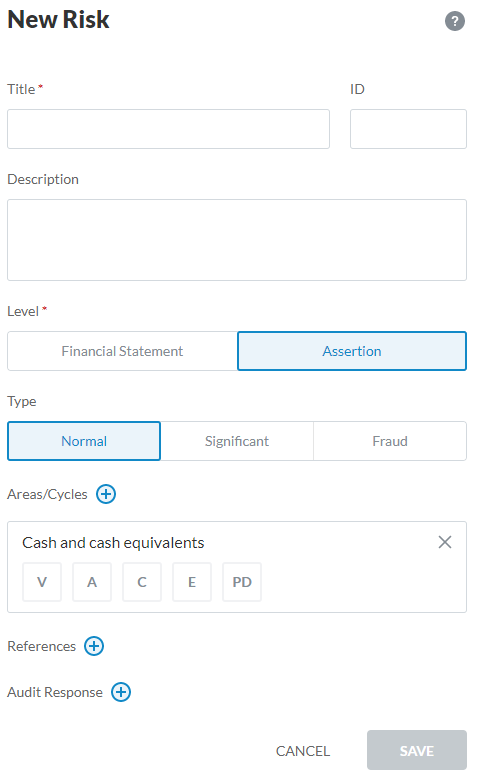 New Risk ?
Title * ID
Description
Level *
Financial Statement Assertion
Type
Normal Significant Fraud
Areas/Cycles
Cash and cash equivalents
V A C E PD
References
Audit Response
CANCEL SAVE